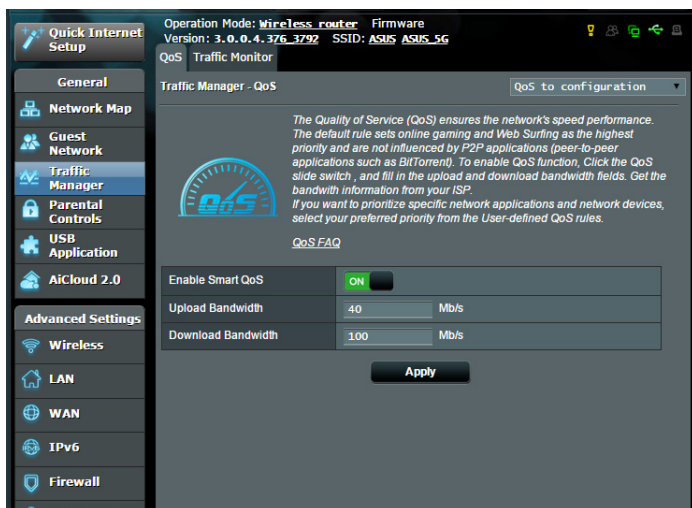 Quick Internet
Setup
Operation Mode: Wireless router Firmware
Version: 3.0.0.4.376_3792 SSID: ASUS ASUS_5G
QoS Traffic Monitor
General
Network Map
Guest
Network
Traffic
Manager
Parental
Controls
USB
Application
AiCloud 2.0
Advanced Settings
Wireless
LAN
WAN
IPv6
Firewall
Traffic Manager - QoS
QoS to configuration
The Quality of Service (QoS) ensures the network's speed performance.
The default rule sets online gaming and Web Surfing as the highest
priority and are not influenced by P2P applications (peer-to-peer
applications such as BitTorrent). To enable QoS function, Click the QoS
slide switch , and fill in the upload and download bandwidth fields. Get the
bandwith information from your ISP.
If you want to prioritize specific network applications and network devices,
select your preferred priority from the User-defined QoS rules.
QoS
QoS FAQ
Enable Smart QoS ON
Upload Bandwidth 40 Mb/s
Download Bandwidth 100 Mb/s
Apply